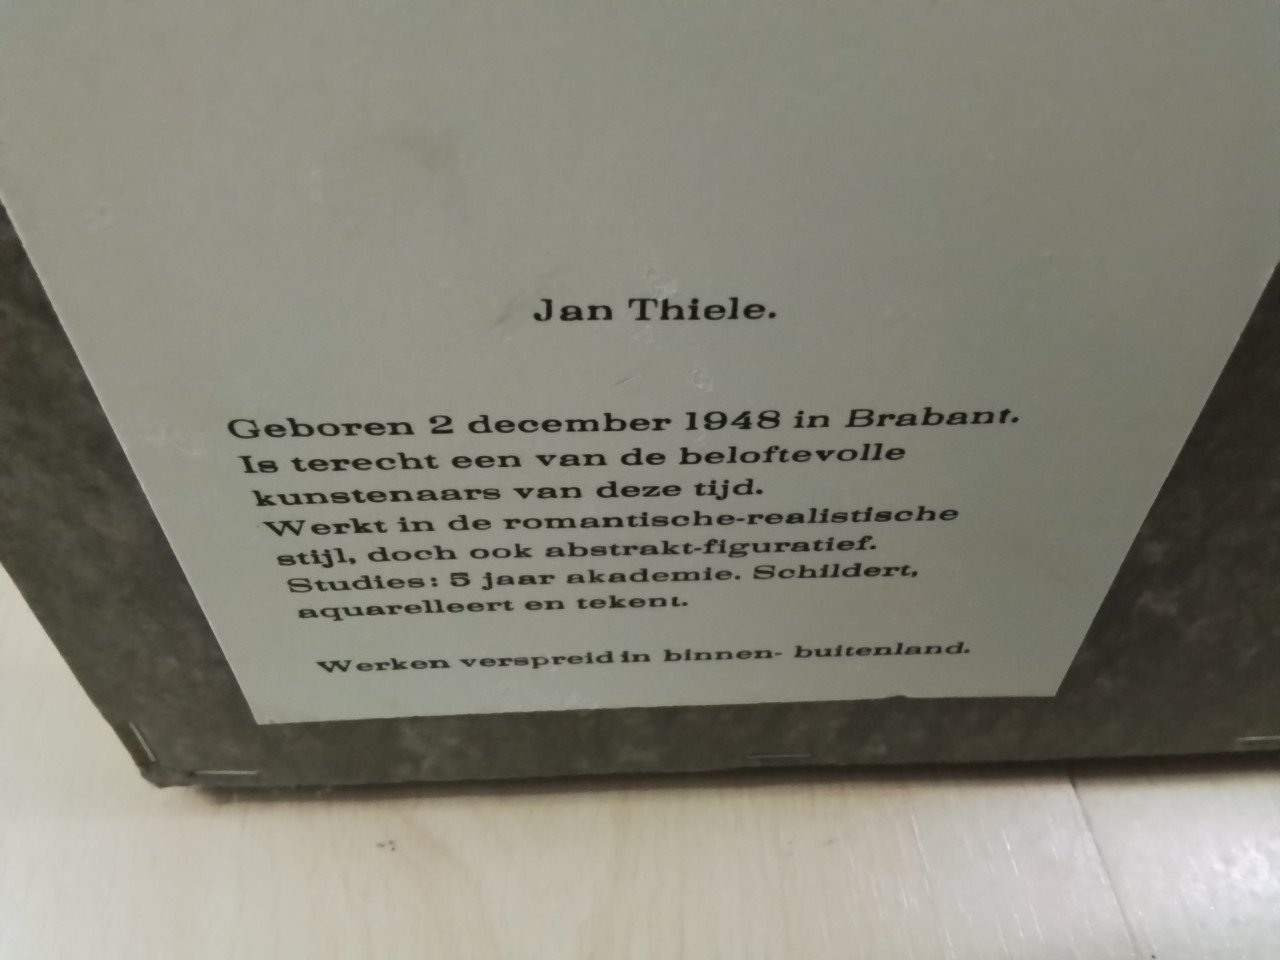 Jan Thiele.
Geboren 2 december 1948 in Brabant.
Is terecht een van de beloftevolle
kunstenaars van deze tijd.
Werkt in de romantische-realistische
stijl, doch ook abstrakt-figuratief.
Studies: 5 jaar akademie. Schildert,
aquarelleert en tekent.
Werken verspreid in binnen- buitenland.